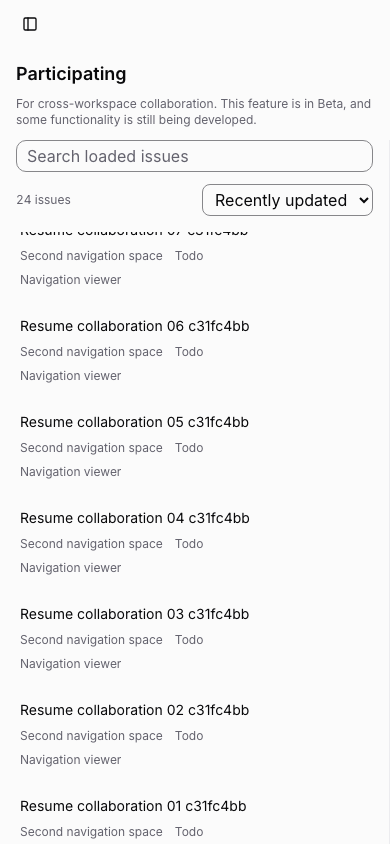 Participating
For cross-workspace collaboration. This feature is in Beta, and
some functionality is still being developed.
Search loaded issues
24 issues
Recently updated
Resume collaboration 07 c31fc4bb
Second navigation space Todo
Navigation viewer
Resume collaboration 06 c31fc4bb
Second navigation space Todo
Navigation viewer
Resume collaboration 05 c31fc4bb
Second navigation space Todo
Navigation viewer
Resume collaboration 04 c31fc4bb
Second navigation space Todo
Navigation viewer
Resume collaboration 03 c31fc4bb
Second navigation space Todo
Navigation viewer
Resume collaboration 02 c31fc4bb
Second navigation space Todo
Navigation viewer
Resume collaboration 01 c31fc4bb
Second navigation space Todo